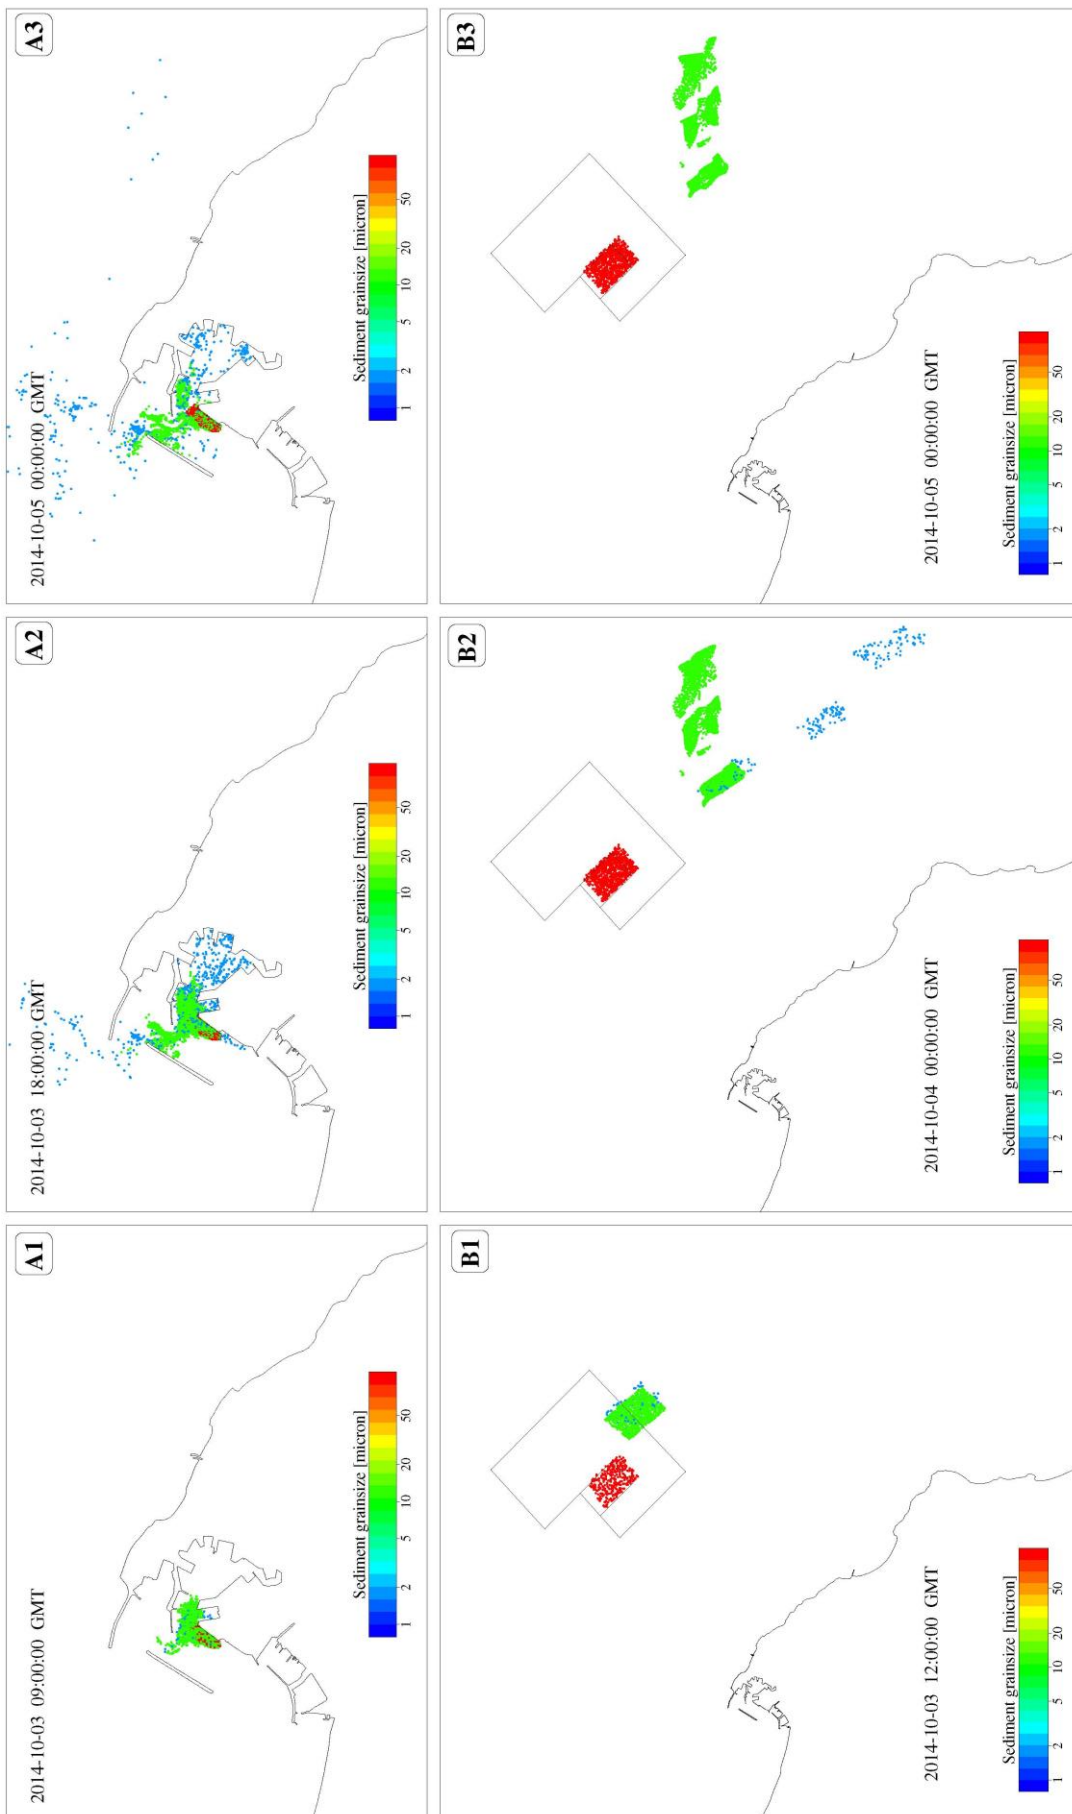 A1
2014-10-03 09:00:00 GMT
Sediment grainsize [micron]
1 2 5 10 20 50
A2
2014-10-03 18:00:00 GMT
Sediment grainsize [micron]
1 2 5 10 20 50
A3
2014-10-05 00:00:00 GMT
Sediment grainsize [micron]
1 2 5 10 20 50
B1
2014-10-03 12:00:00 GMT
Sediment grainsize [micron]
1 2 5 10 20 50
B2
2014-10-04 00:00:00 GMT
Sediment grainsize [micron]
1 2 5 10 20 50
B3
2014-10-05 00:00:00 GMT
Sediment grainsize [micron]
1 2 5 10 20 50